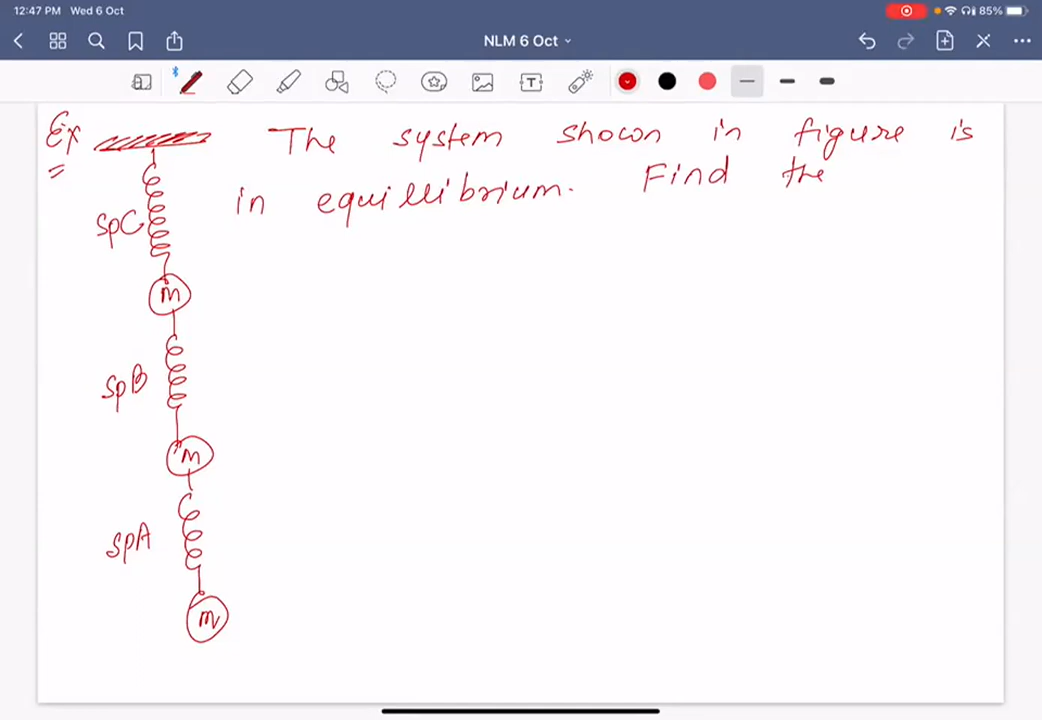 12:47 PM Wed 6 Oct
85%
NLM 6 Oct
T
Ex The system shown in figure is
in equillibrium. Find the
SpC
m
SpB
m
SpA
m